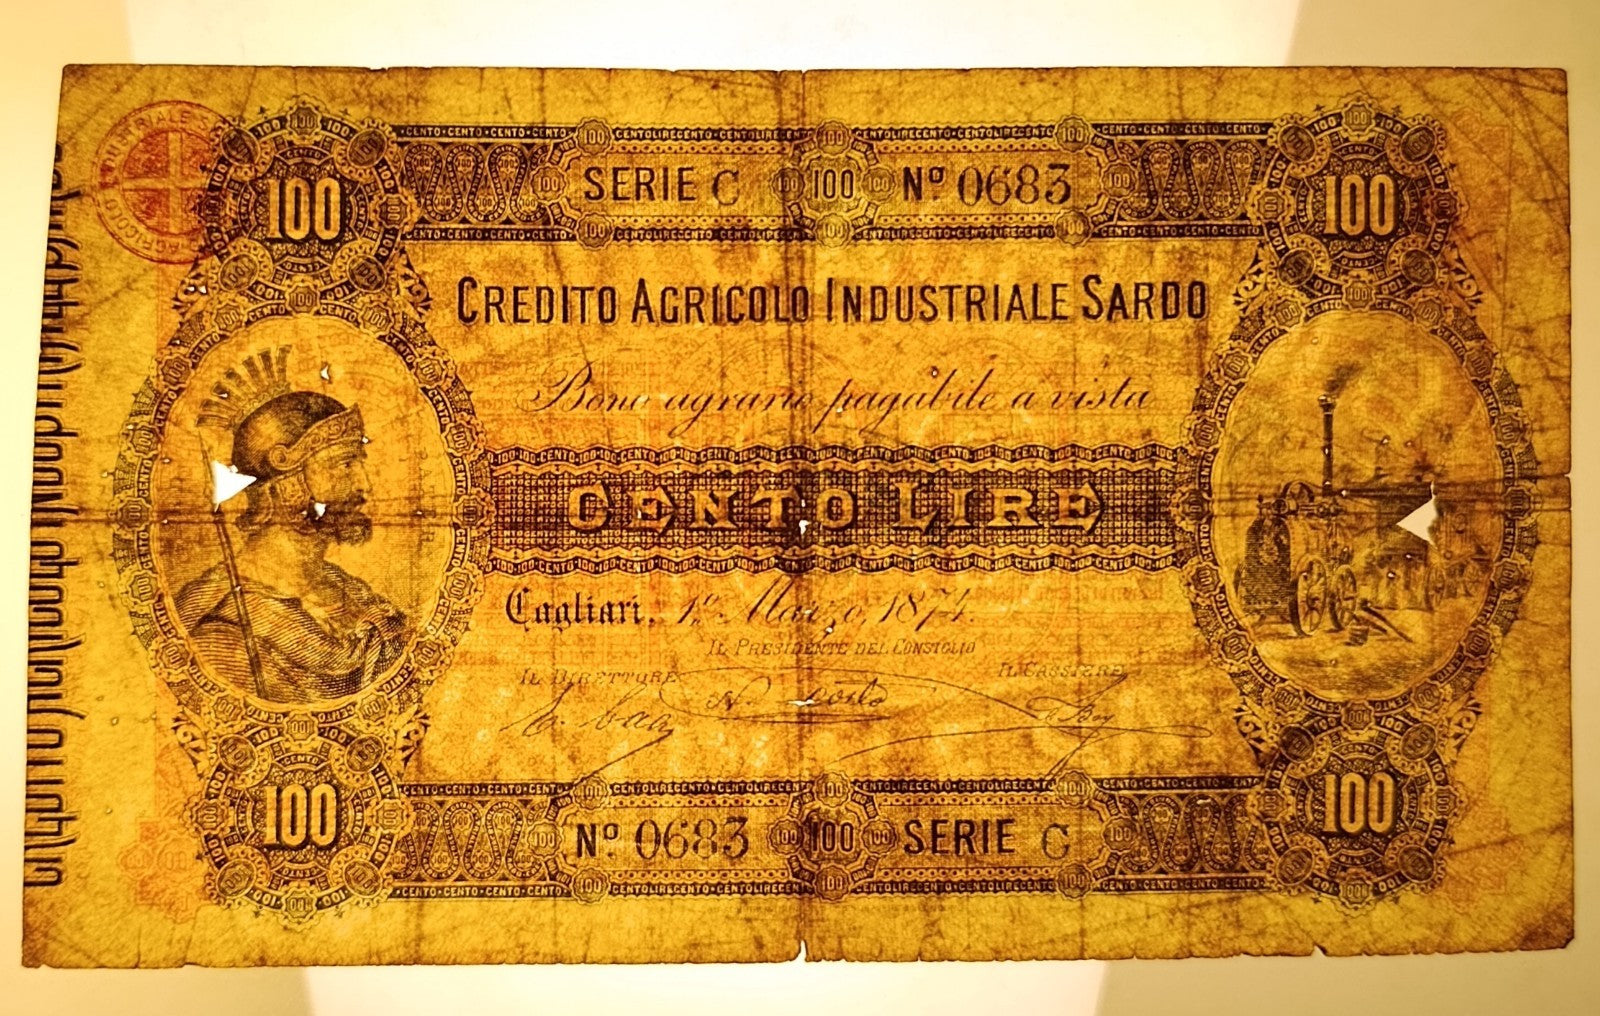 100 SERIE C 100 Nº 0683 100
CREDITO AGRICOLO INDUSTRIALE SARDO
Bono agrario pagabile a vista
CENTO LIRE
Cagliari, 1º Marzo, 1874.
IL PRESIDENTE DEL CONSIGLIO
IL DIRETTORE
IL CASSIERE
100 Nº 0683 100 SERIE C 100